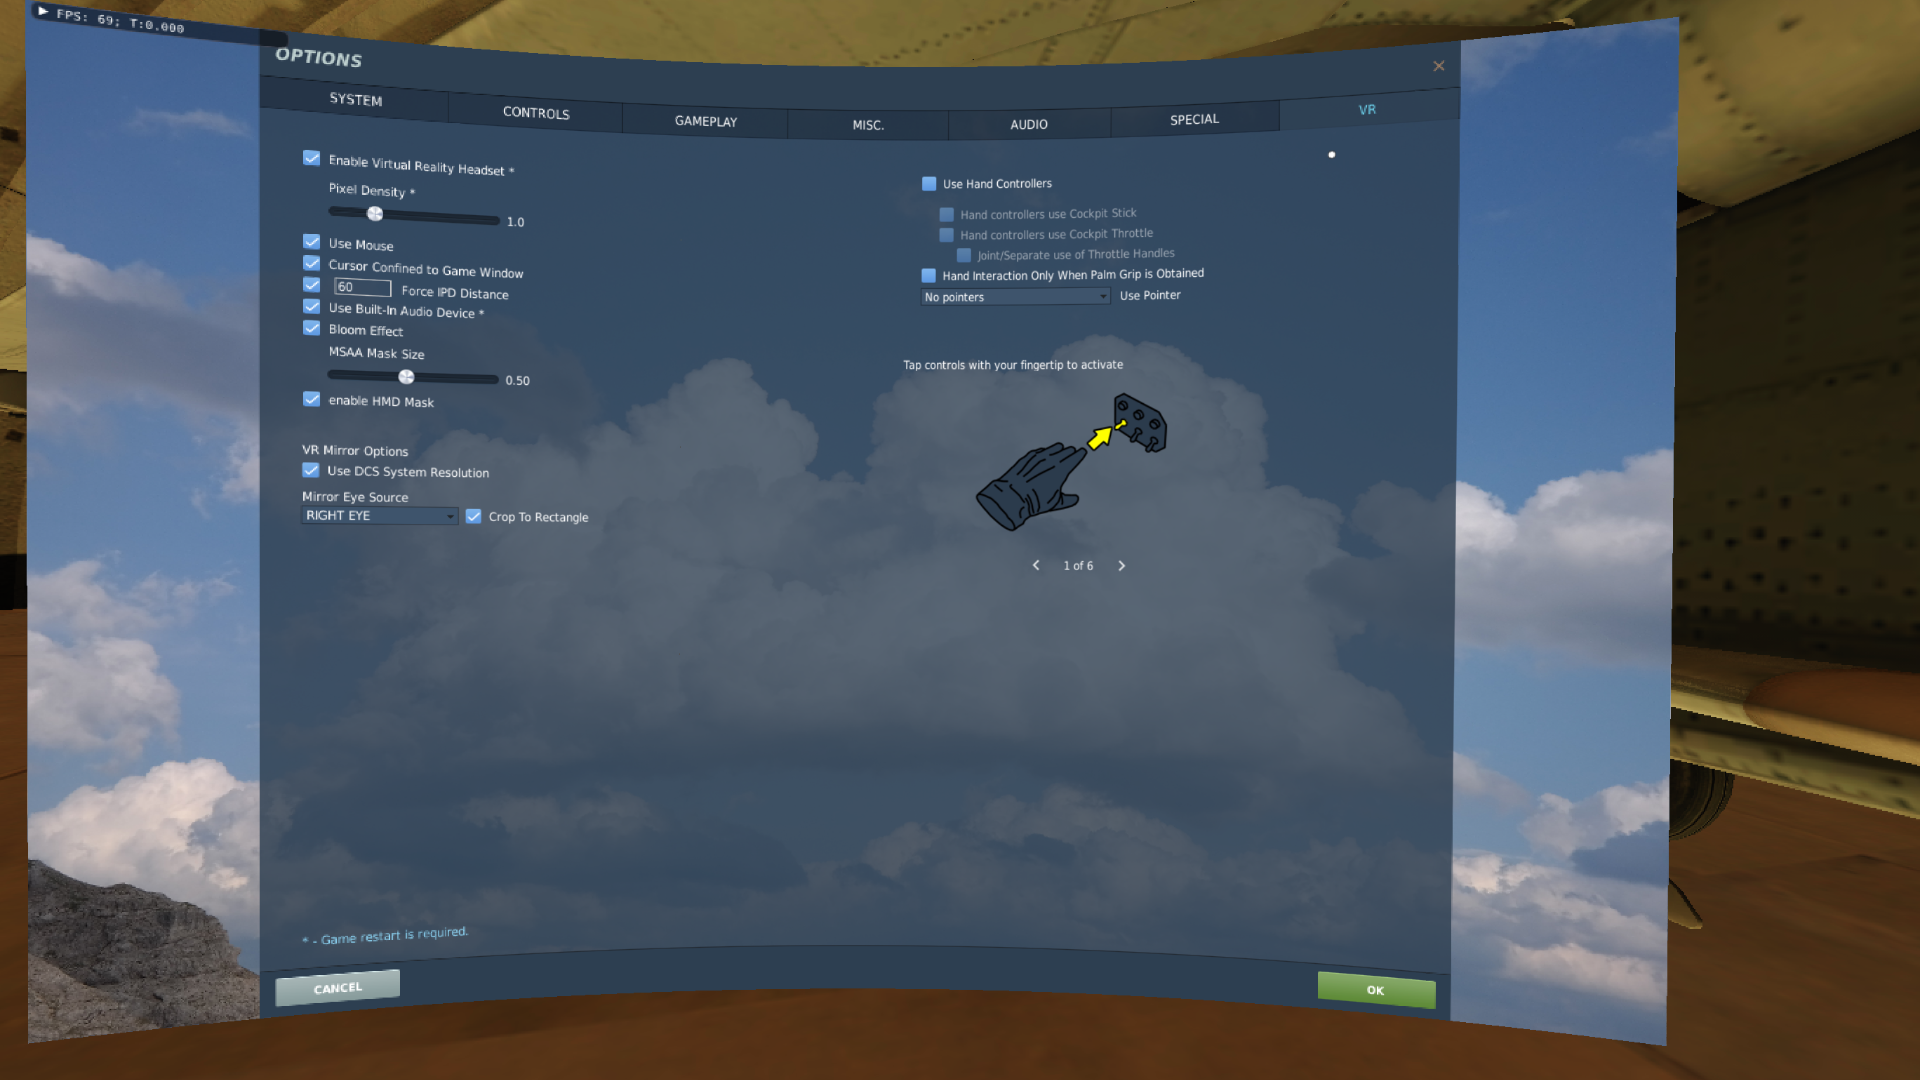 FPS: 69; T:0.000
OPTIONS
SYSTEM
CONTROLS
GAMEPLAY
MISC.
AUDIO
SPECIAL
VR
Enable Virtual Reality Headset *
Pixel Density *
1.0
Use Mouse
Cursor Confined to Game Window
60 Force IPD Distance
Use Built-In Audio Device *
Bloom Effect
MSAA Mask Size
0.50
enable HMD Mask
VR Mirror Options
Use DCS System Resolution
Mirror Eye Source
RIGHT EYE Crop To Rectangle
Use Hand Controllers
Hand controllers use Cockpit Stick
Hand controllers use Cockpit Throttle
Joint/Separate use of Throttle Handles
Hand Interaction Only When Palm Grip is Obtained
No pointers Use Pointer
Tap controls with your fingertip to activate
1 of 6
* - Game restart is required.
CANCEL
OK